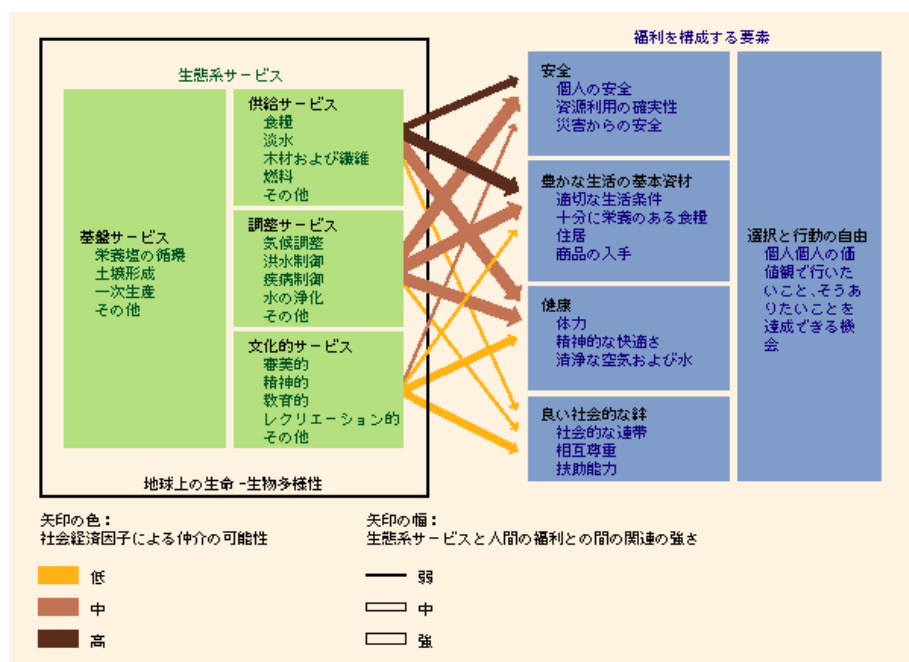 福利を構成する要素
生態系サービス
基盤サービス
栄養塩の循環
土壌形成
一次生産
その他
供給サービス
食糧
淡水
木材および繊維
燃料
その他
調整サービス
気候調整
洪水制御
疾病制御
水の浄化
その他
文化的サービス
審美的
精神的
教育的
レクリエーション的
その他
地球上の生命 -生物多様性
安全
個人の安全
資源利用の確実性
災害からの安全
豊かな生活の基本資材
適切な生活条件
十分に栄養のある食糧
住居
商品の入手
健康
体力
精神的な快適さ
清浄な空気および水
良い社会的な絆
社会的な連帯
相互尊重
扶助能力
選択と行動の自由
個人個人の価
値観で行いた
いこと、そうあ
りたいことを
達成できる機
会
矢印の色：
社会経済因子による仲介の可能性
低
中
高
矢印の幅：
生態系サービスと人間の福利との間の関連の強さ
弱
中
強